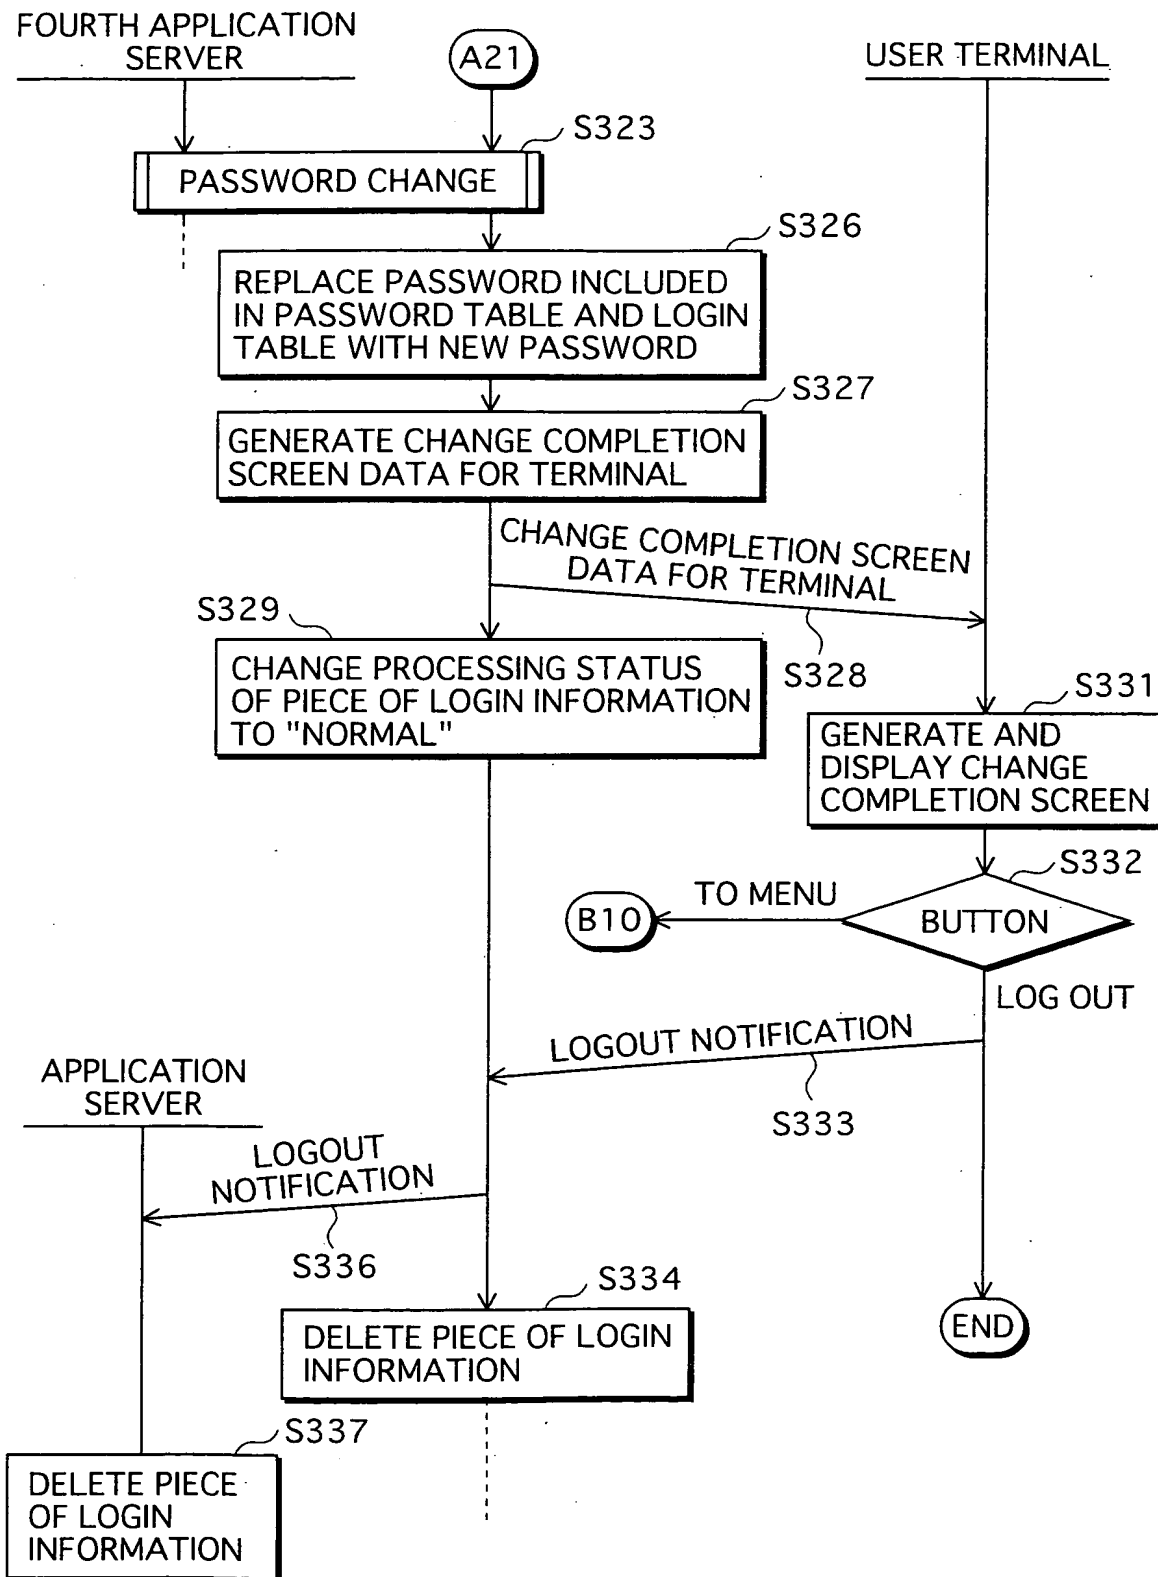 FOURTH APPLICATION
SERVER
A21
USER TERMINAL
S323
PASSWORD CHANGE
S326
REPLACE PASSWORD INCLUDED
IN PASSWORD TABLE AND LOGIN
TABLE WITH NEW PASSWORD
S327
GENERATE CHANGE COMPLETION
SCREEN DATA FOR TERMINAL
CHANGE COMPLETION SCREEN
DATA FOR TERMINAL
S329
S328
CHANGE PROCESSING STATUS
OF PIECE OF LOGIN INFORMATION
TO "NORMAL"
S331
GENERATE AND
DISPLAY CHANGE
COMPLETION SCREEN
S332
TO MENU
B10
BUTTON
LOG OUT
LOGOUT NOTIFICATION
S333
APPLICATION
SERVER
LOGOUT
NOTIFICATION
S336
S334
DELETE PIECE OF LOGIN
INFORMATION
END
S337
DELETE PIECE
OF LOGIN
INFORMATION